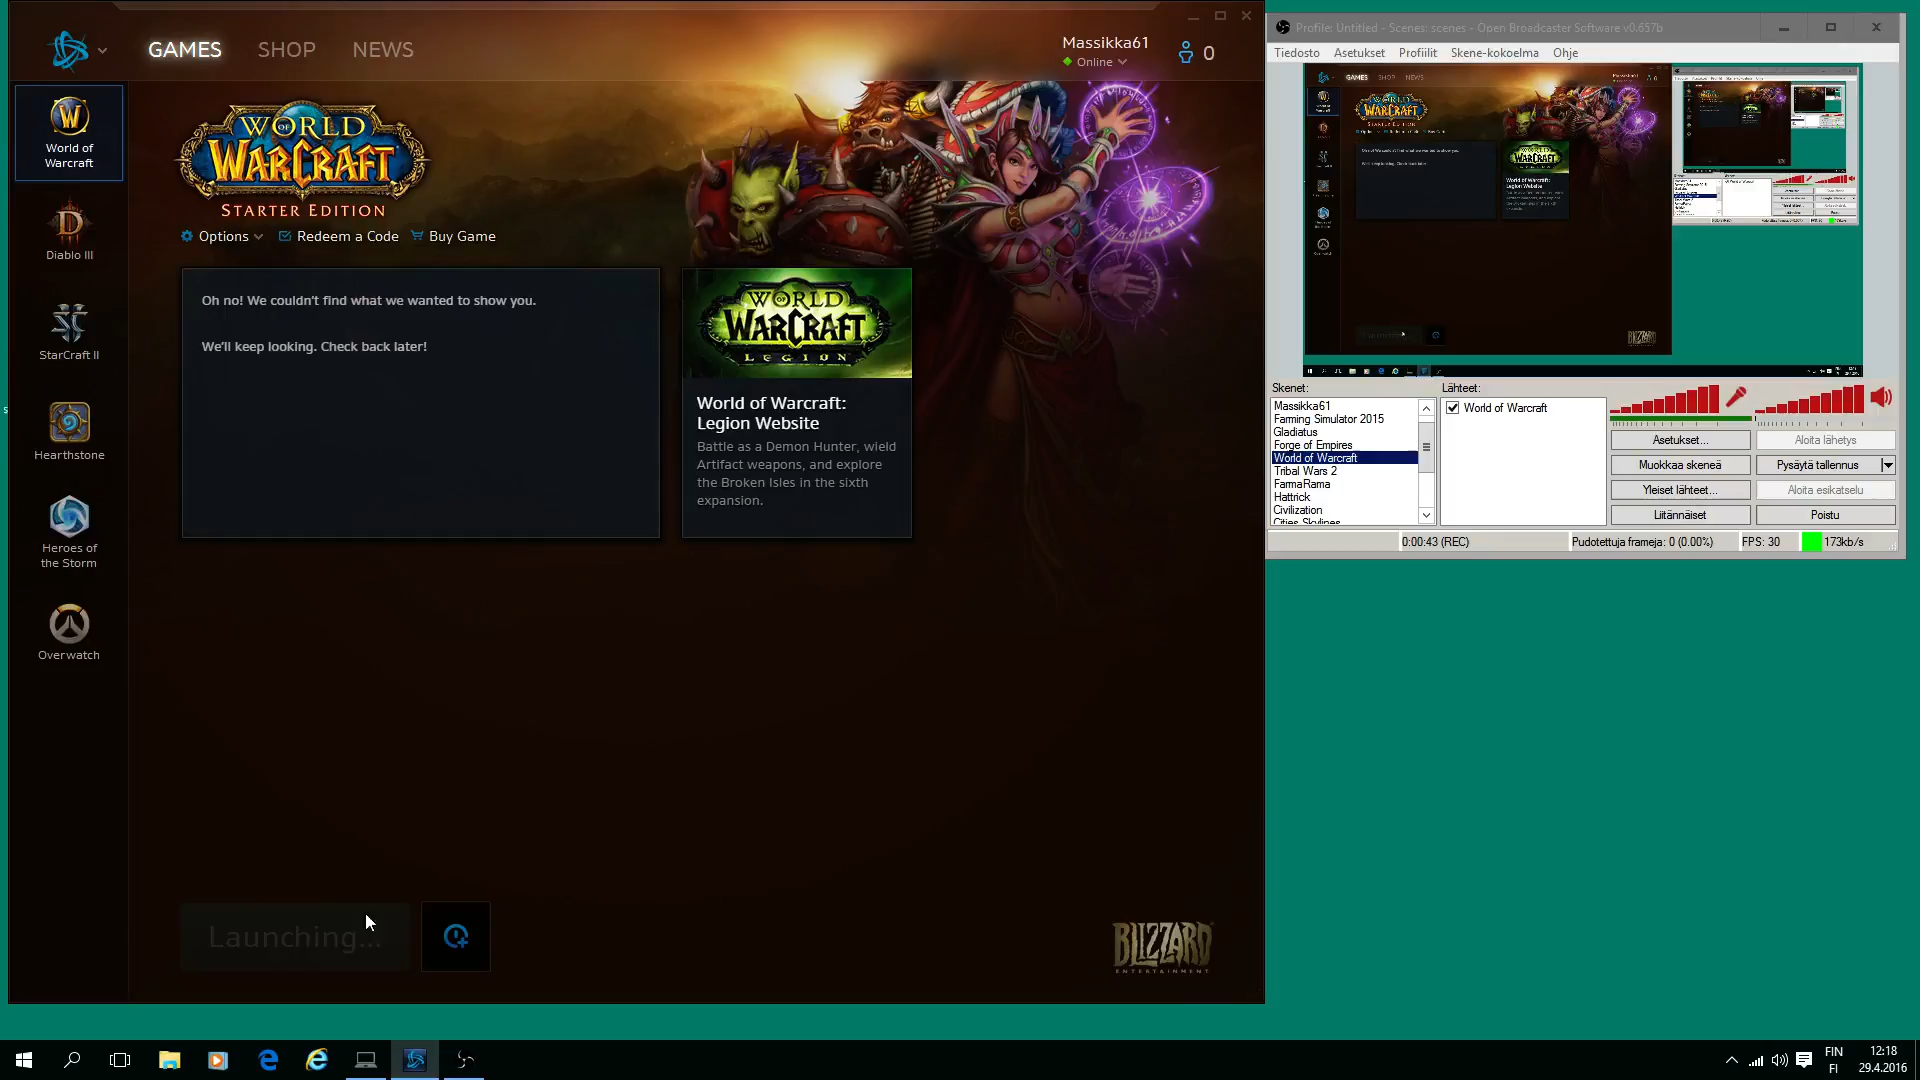 GAMES SHOP NEWS
Massikka61
Online
0
World of
Warcraft
Diablo III
StarCraft II
Hearthstone
Heroes of
the Storm
Overwatch
WORLD
OF
WARCRAFT
STARTER EDITION
Options Redeem a Code Buy Game
Oh no! We couldn't find what we wanted to show you.
We'll keep looking. Check back later!
WORLD
OF
WARCRAFT
LEGION
World of Warcraft:
Legion Website
Battle as a Demon Hunter, wield
Artifact weapons, and explore
the Broken Isles in the sixth
expansion.
Launching...
BLIZZARD
ENTERTAINMENT
Profile: Untitled - Scenes: scenes - Open Broadcaster Software v0.657b
Tiedosto Asetukset Profiilit Skene-kokoelma Ohje
Skenet:
Massikka61
Farming Simulator 2015
Gladiatus
Forge of Empires
World of Warcraft
Tribal Wars 2
FarmaRama
Hattrick
Civilization
Cities Skylines
Lähteet:
World of Warcraft
Asetukset...
Aloita lähetys
Muokkaa skeneä
Pysäytä tallennus
Yleiset lähteet...
Aloita esikatselu
Liitännäiset
Poistu
0:00:43 (REC)
Pudotettuja frameja: 0 (0.00%)
FPS: 30
173kb/s
FIN
FI
12:18
29.4.2016